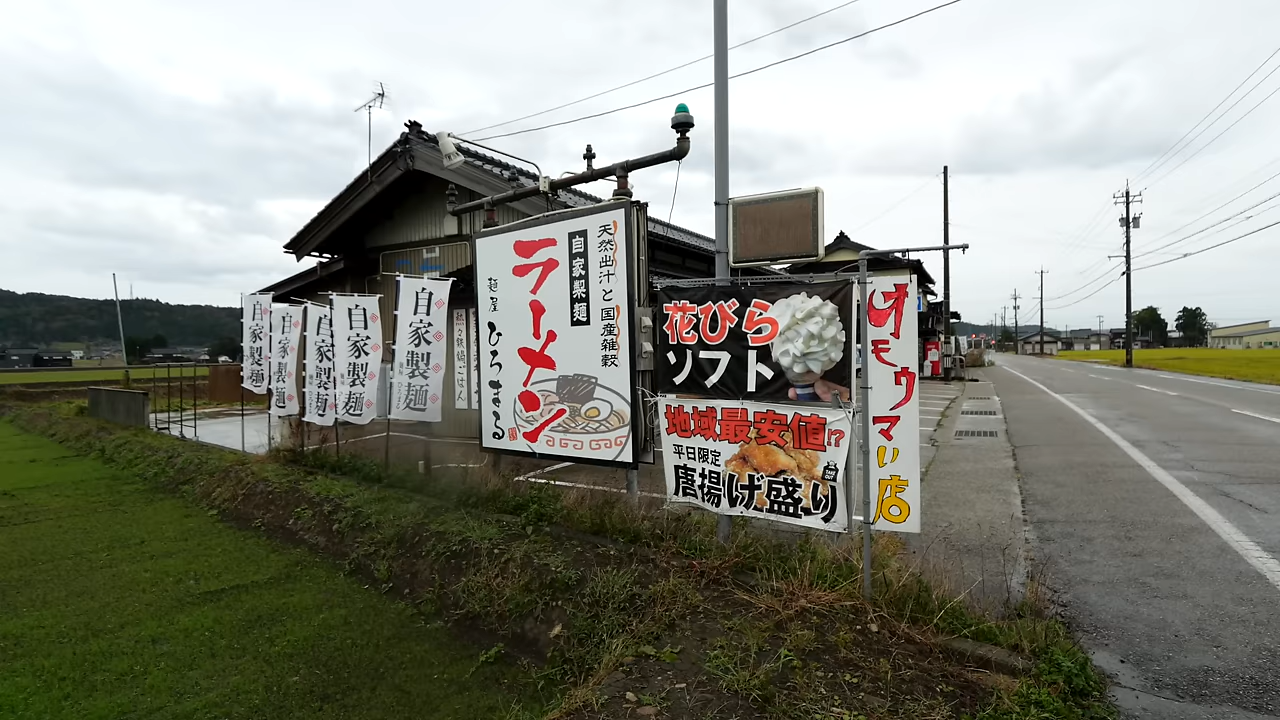 自家製麺
自家製麺
自家製麺
自家製麺
自家製麺
天然出汁と国産雑穀
自家製麺
ラーメン
麺屋 ひろまる
花びら
ソフト
地域最安値!?
平日限定
唐揚げ盛り
TAKE OUT
オモウマい店